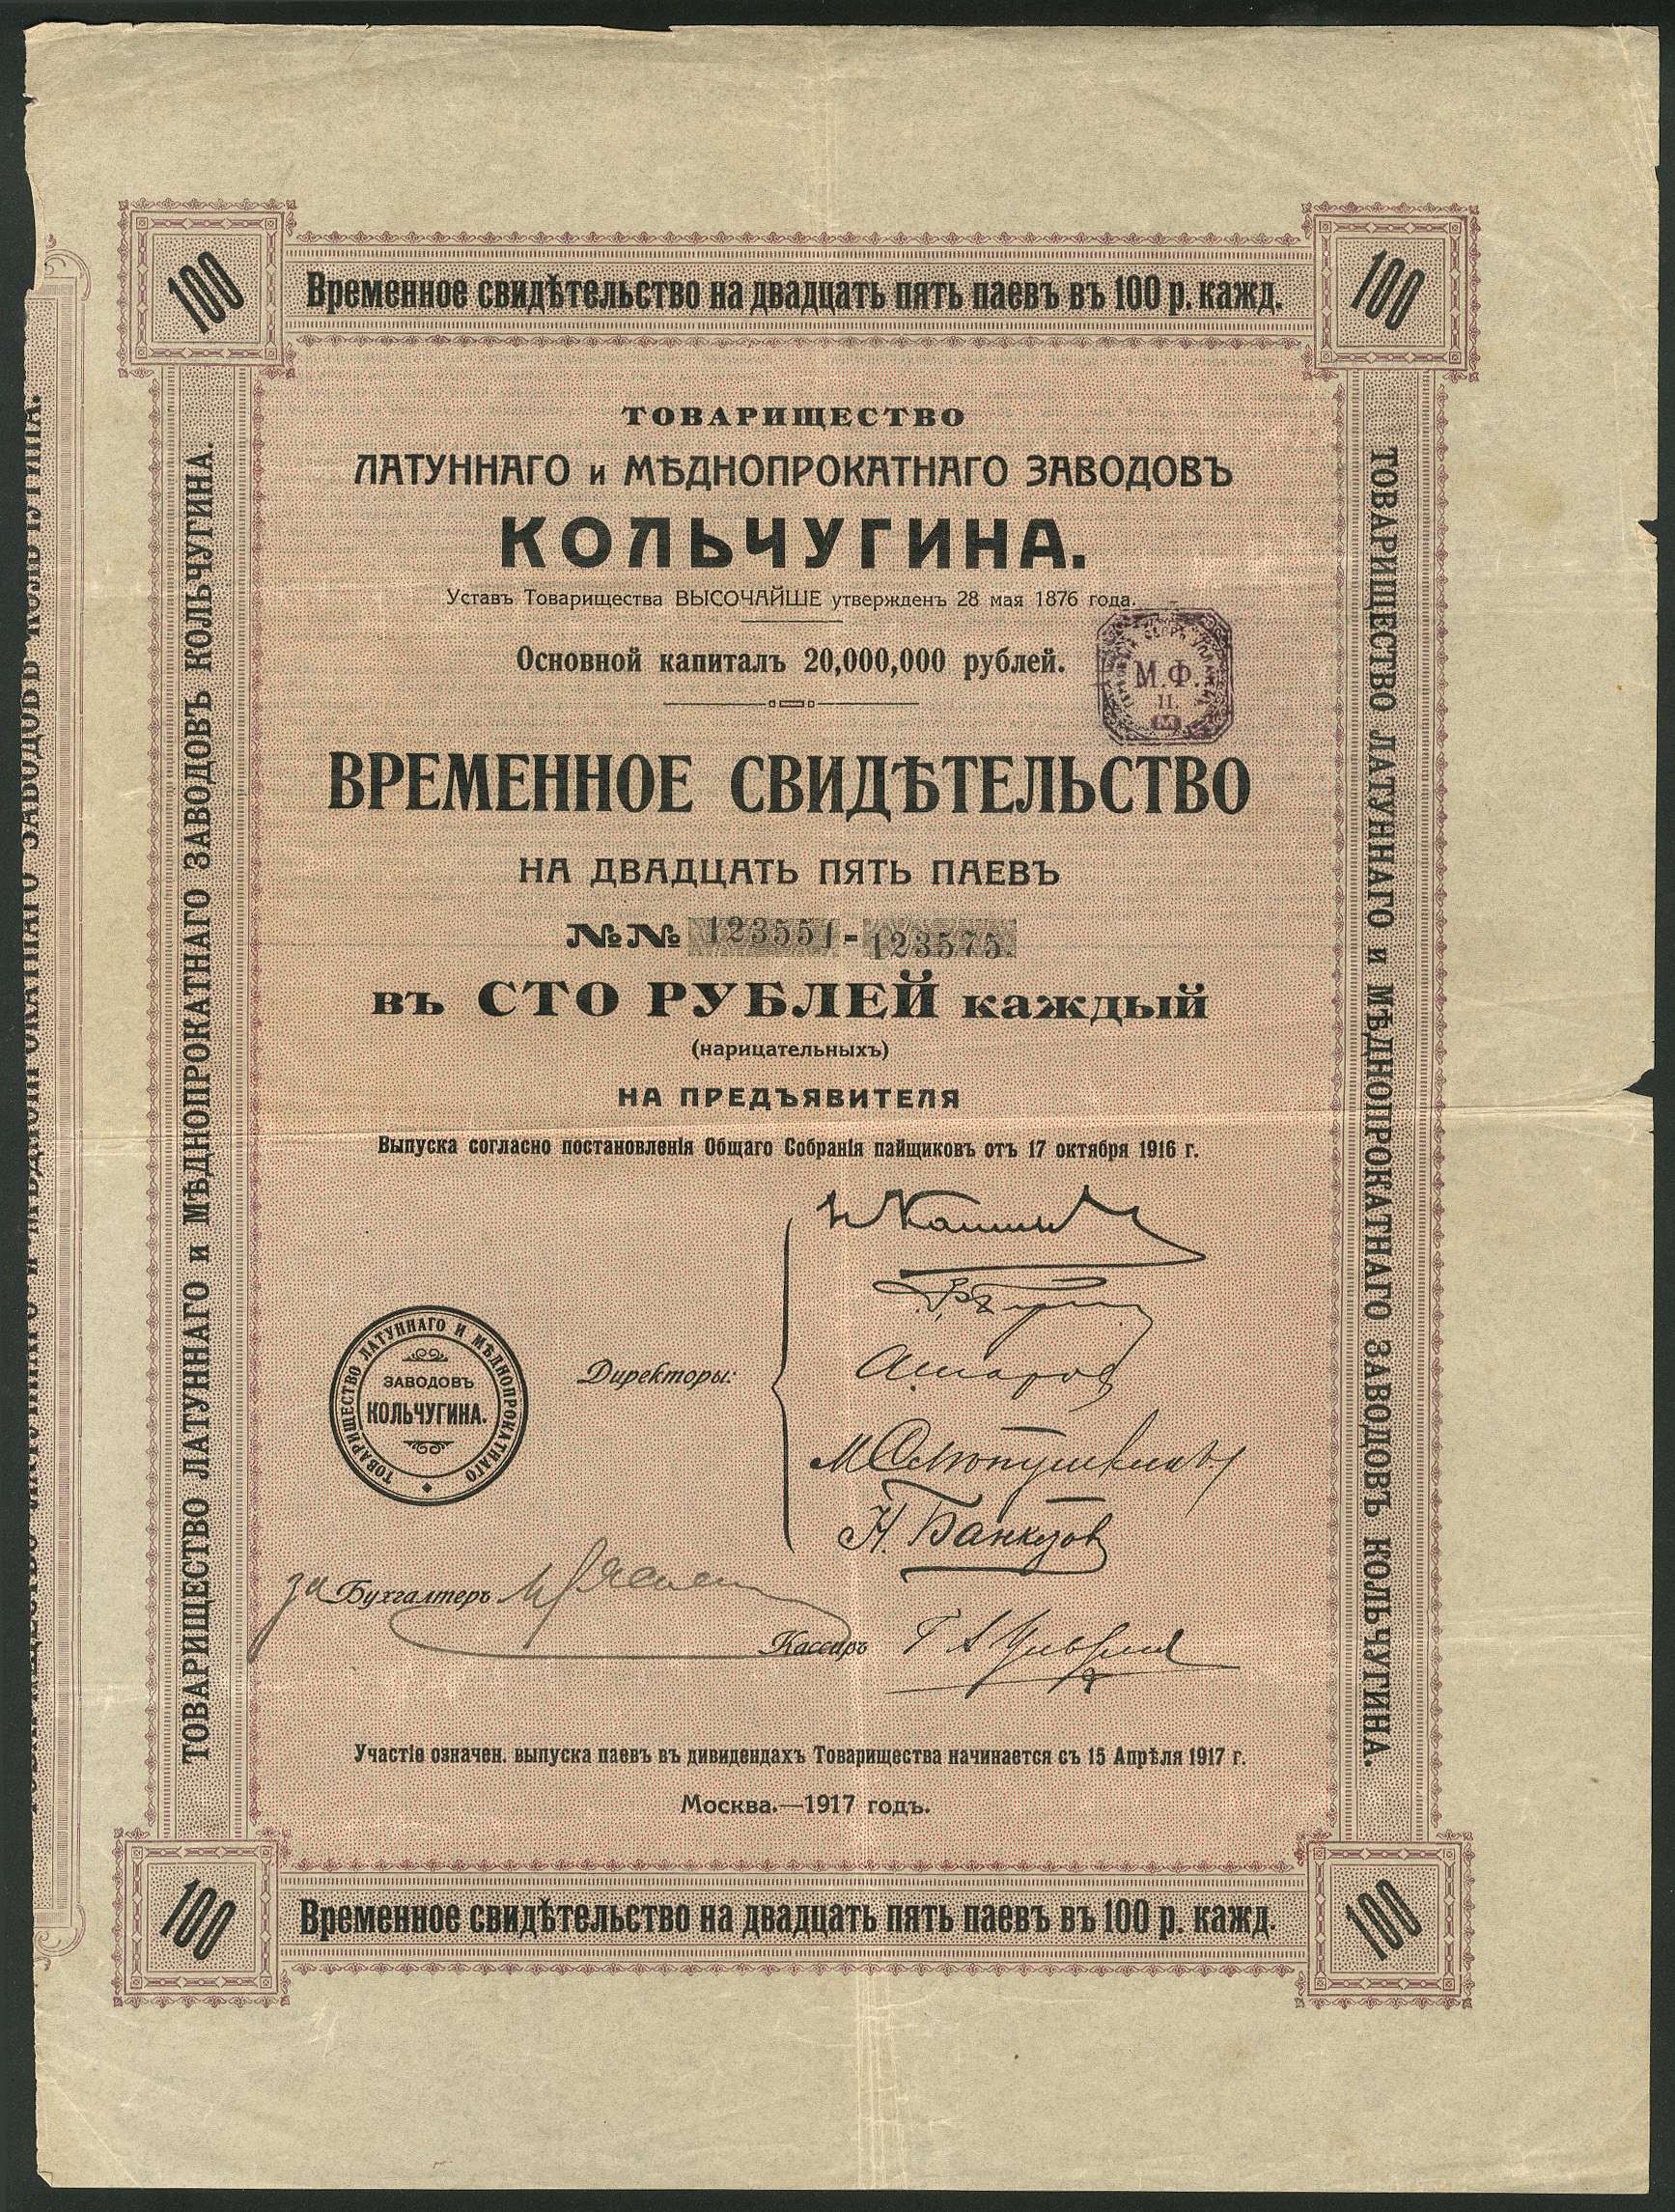 100
Временное свидѣтельство на двадцать пять паевъ въ 100 р. кажд.
100
ТОВАРИЩЕСТВО
ЛАТУННАГО и МѢДНОПРОКАТНАГО ЗАВОДОВЪ
КОЛЬЧУГИНА.
Уставъ Товарищества ВЫСОЧАЙШЕ утвержденъ 28 мая 1876 года.
Основной капиталъ 20,000,000 рублей.
М.Ф.
П.
ВРЕМЕННОЕ СВИДѢТЕЛЬСТВО
НА ДВАДЦАТЬ ПЯТЬ ПАЕВЪ
№№ 123551-123575
въ СТО РУБЛЕЙ каждый
(нарицательныхъ)
НА ПРЕДЪЯВИТЕЛЯ
Выпуска согласно постановленія Общаго Собранія пайщиковъ отъ 17 октября 1916 г.
Директоры:
Н. Банкозов
ТОВАРИЩЕСТВО ЛАТУННАГО И МѢДНОПРОКАТНАГО
ЗАВОДОВЪ
КОЛЬЧУГИНА.
за Бухгалтеръ
Кассиръ
Участіе означен. выпуска паевъ въ дивидендахъ Товарищества начинается съ 15 Апрѣля 1917 г.
Москва.—1917 годъ.
100
Временное свидѣтельство на двадцать пять паевъ въ 100 р. кажд.
100
ТОВАРИЩЕСТВО ЛАТУННАГО и МѢДНОПРОКАТНАГО ЗАВОДОВЪ КОЛЬЧУГИНА.
ТОВАРИЩЕСТВО ЛАТУННАГО и МѢДНОПРОКАТНАГО ЗАВОДОВЪ КОЛЬЧУГИНА.